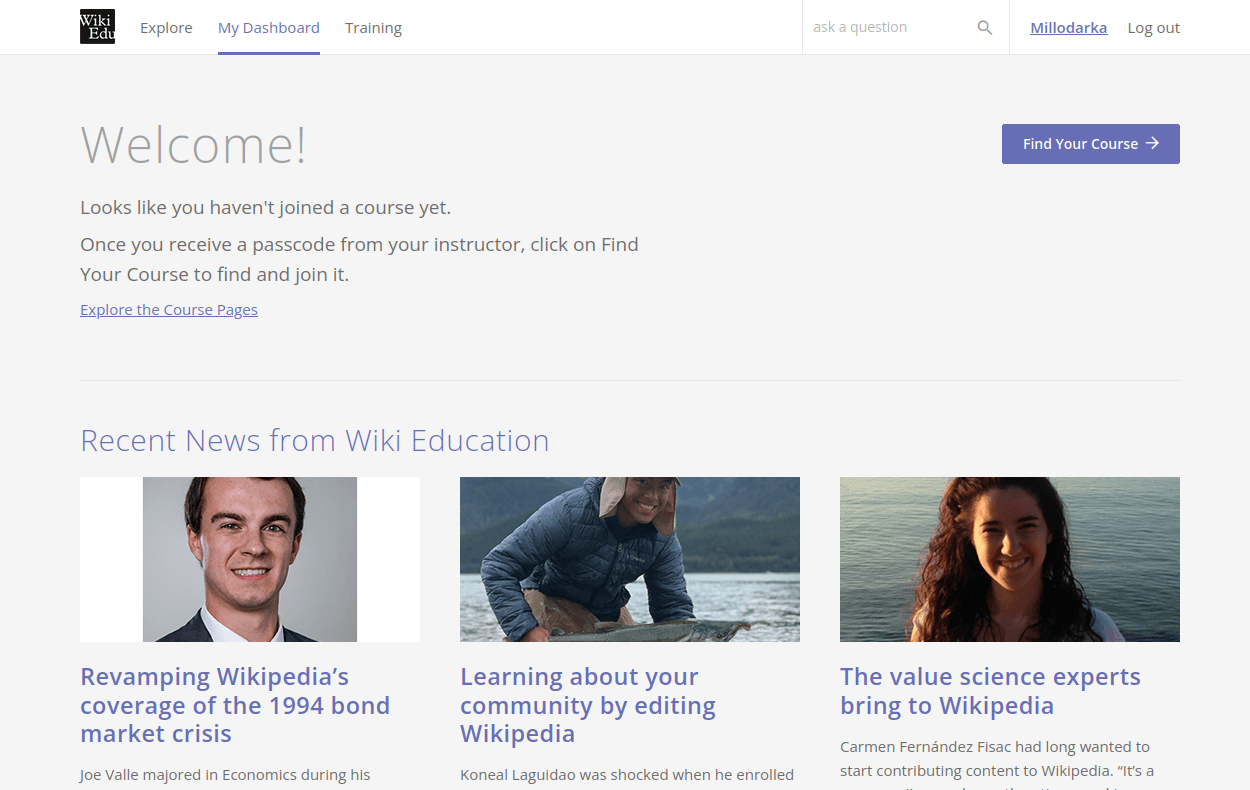 Wiki
Edu
Explore
My Dashboard
Training
ask a question
Millodarka
Log out
Welcome!
Find Your Course
Looks like you haven't joined a course yet.
Once you receive a passcode from your instructor, click on Find
Your Course to find and join it.
Explore the Course Pages
Recent News from Wiki Education
Revamping Wikipedia’s
coverage of the 1994 bond
market crisis
Joe Valle majored in Economics during his
Learning about your
community by editing
Wikipedia
Koneal Laguidao was shocked when he enrolled
The value science experts
bring to Wikipedia
Carmen Fernández Fisac had long wanted to
start contributing content to Wikipedia. “It’s a